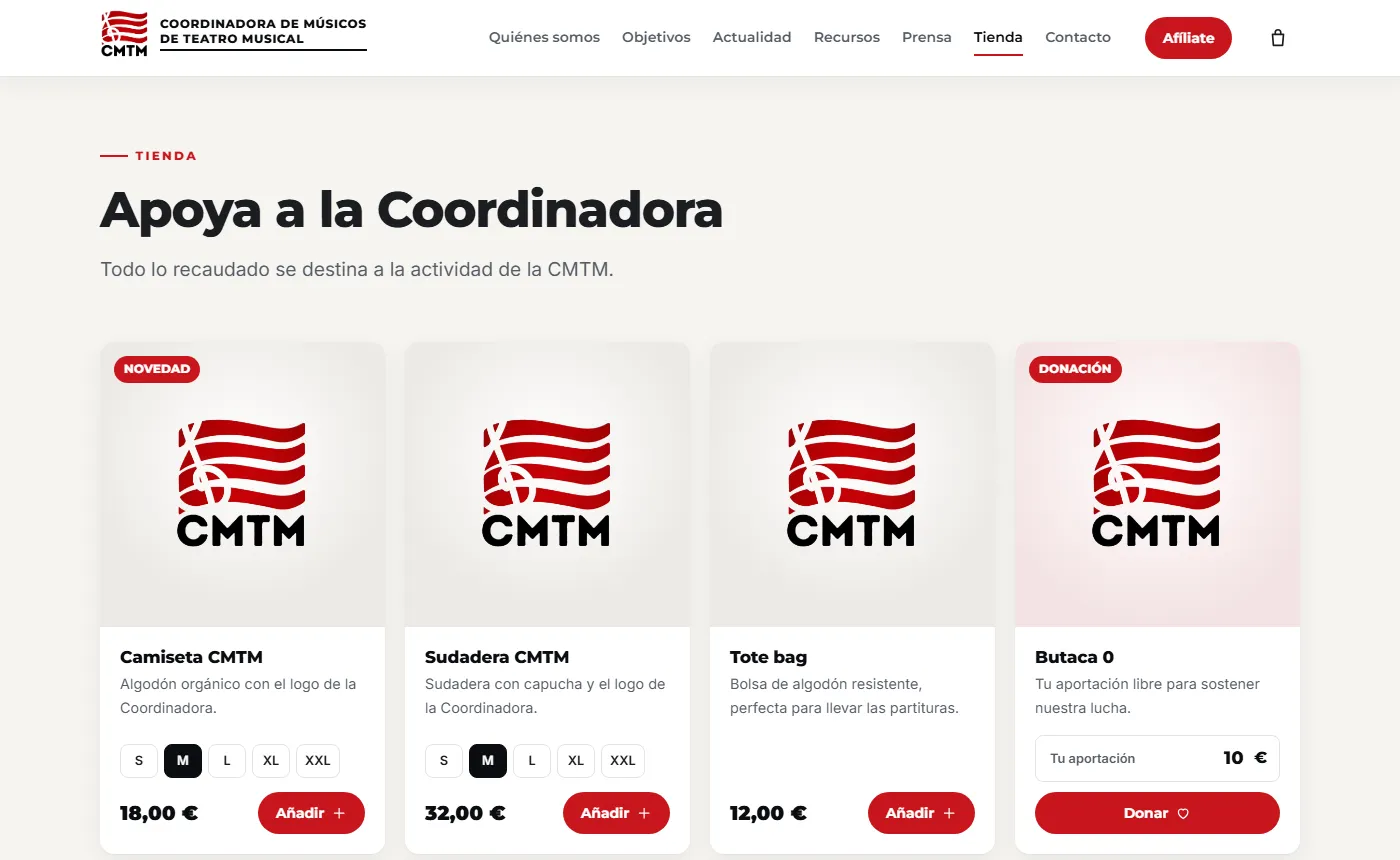 CMTM
COORDINADORA DE MÚSICOS
DE TEATRO MUSICAL
Quiénes somos
Objetivos
Actualidad
Recursos
Prensa
Tienda
Contacto
Afíliate
TIENDA
Apoya a la Coordinadora
Todo lo recaudado se destina a la actividad de la CMTM.
NOVEDAD
CMTM
Camiseta CMTM
Algodón orgánico con el logo de la
Coordinadora.
S M L XL XXL
18,00 €
Añadir +
CMTM
Sudadera CMTM
Sudadera con capucha y el logo de
la Coordinadora.
S M L XL XXL
32,00 €
Añadir +
CMTM
Tote bag
Bolsa de algodón resistente,
perfecta para llevar las partituras.
12,00 €
Añadir +
DONACIÓN
CMTM
Butaca 0
Tu aportación libre para sostener
nuestra lucha.
Tu aportación 10 €
Donar